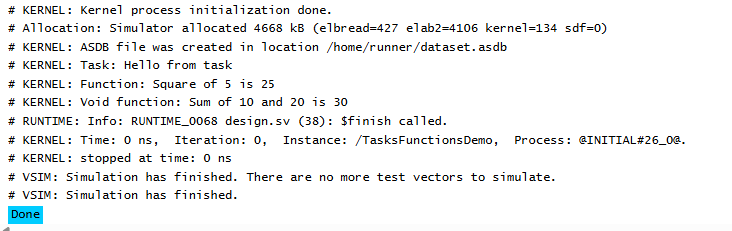 # KERNEL: Kernel process initialization done.
# Allocation: Simulator allocated 4668 kB (elbread=427 elab2=4106 kernel=134 sdf=0)
# KERNEL: ASDB file was created in location /home/runner/dataset.asdb
# KERNEL: Task: Hello from task
# KERNEL: Function: Square of 5 is 25
# KERNEL: Void function: Sum of 10 and 20 is 30
# RUNTIME: Info: RUNTIME_0068 design.sv (38): $finish called.
# KERNEL: Time: 0 ns,  Iteration: 0,  Instance: /TasksFunctionsDemo,  Process: @INITIAL#26_0@.
# KERNEL: stopped at time: 0 ns
# VSIM: Simulation has finished. There are no more test vectors to simulate.
# VSIM: Simulation has finished.
Done